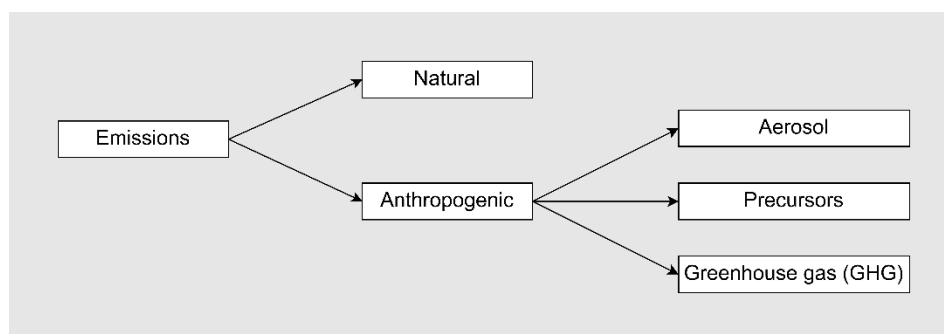 Natural
Emissions
Aerosol
Anthropogenic
Precursors
Greenhouse gas (GHG)